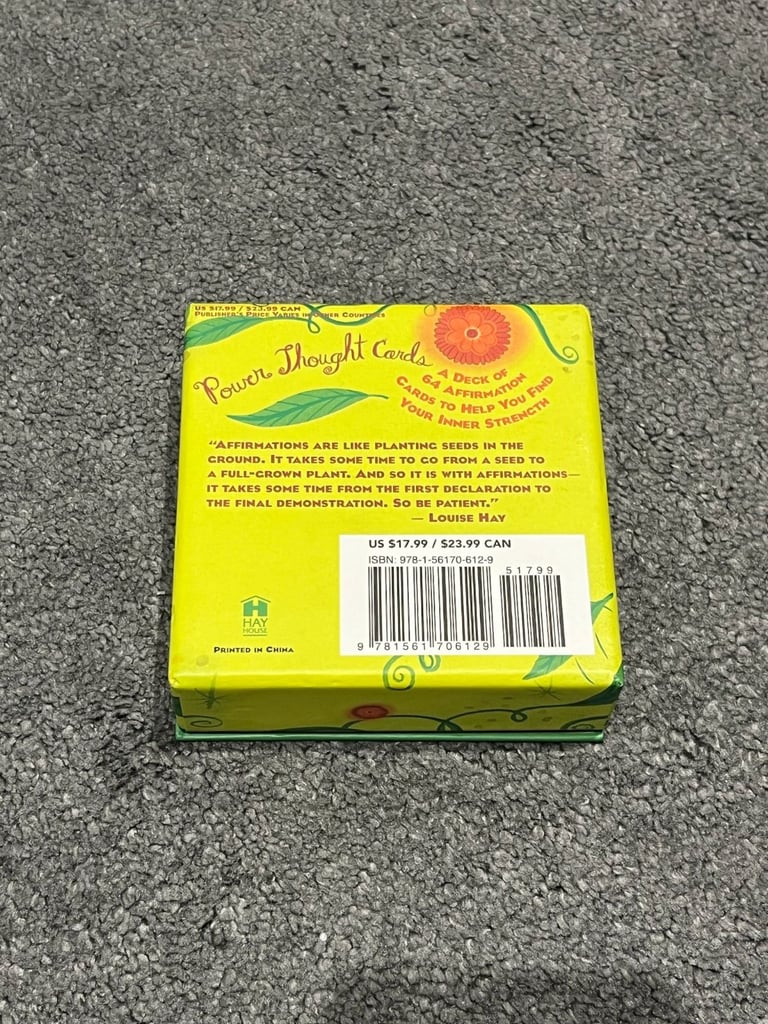 US $17.99 / $23.99 CAN
Publisher's Price Varies in Other Countries
Power Thought Cards
A Deck of
64 Affirmation
Cards to Help You Find
Your Inner Strength
“Affirmations are like planting seeds in the
ground. It takes some time to go from a seed to
a full-grown plant. And so it is with affirmations—
it takes some time from the first declaration to
the final demonstration. So be patient.”
— Louise Hay
US $17.99 / $23.99 CAN
ISBN: 978-1-56170-612-9
51799
9 781561 706129
H
HAY
HOUSE
Printed in China